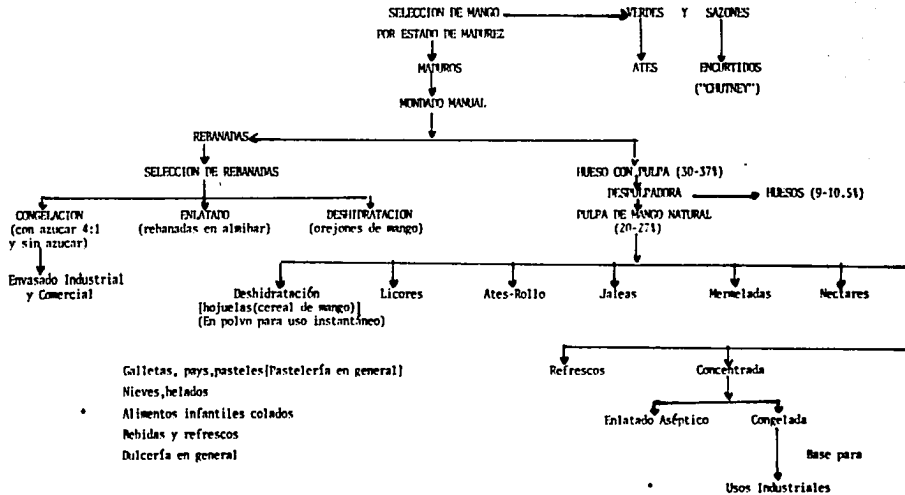 SELECCION DE MANGO
POR ESTADO DE MADUREZ
VERDES Y SAZONES
MADUROS
ATES
ENCURTIDOS
("CHUTNEY")
MONDADO MANUAL
REBANADAS
SELECCION DE REBANADAS
HUESO CON PULPA (30-37%)
DESPULPADORA
HUESOS (9-10.5%)
PULPA DE MANGO NATURAL
(20-27%)
CONGELACION
(con azucar 4:1
y sin azucar)
ENLATADO
(rebanadas en almibar)
DESHIDRATACION
(orejones de mango)
Envasado Industrial
y Comercial
Deshidratación
[hojuelas(cereal de mango)]
(En polvo para uso instantáneo)
Licores
Ates-Rollo
Jaleas
Mermeladas
Nectares
Refrescos
Concentrada
Enlatado Aséptico
Congelada
Base para
Usos Industriales
Galletas, pays,pasteles[Pastelería en general]
Nieves,helados
Alimentos infantiles colados
Bebidas y refrescos
Dulcería en general